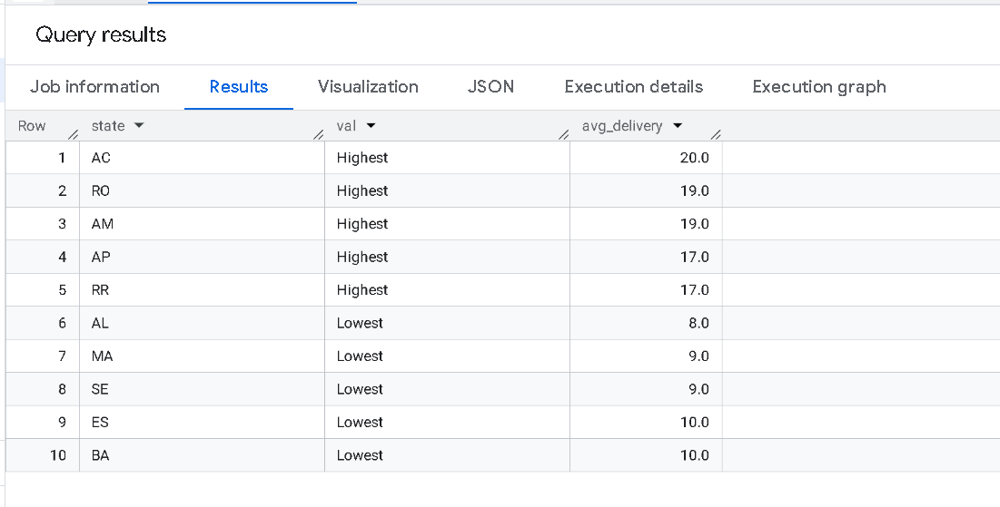 Query results
Job information Results Visualization JSON Execution details Execution graph
Row state val avg_delivery
1 AC Highest 20.0
2 RO Highest 19.0
3 AM Highest 19.0
4 AP Highest 17.0
5 RR Highest 17.0
6 AL Lowest 8.0
7 MA Lowest 9.0
8 SE Lowest 9.0
9 ES Lowest 10.0
10 BA Lowest 10.0